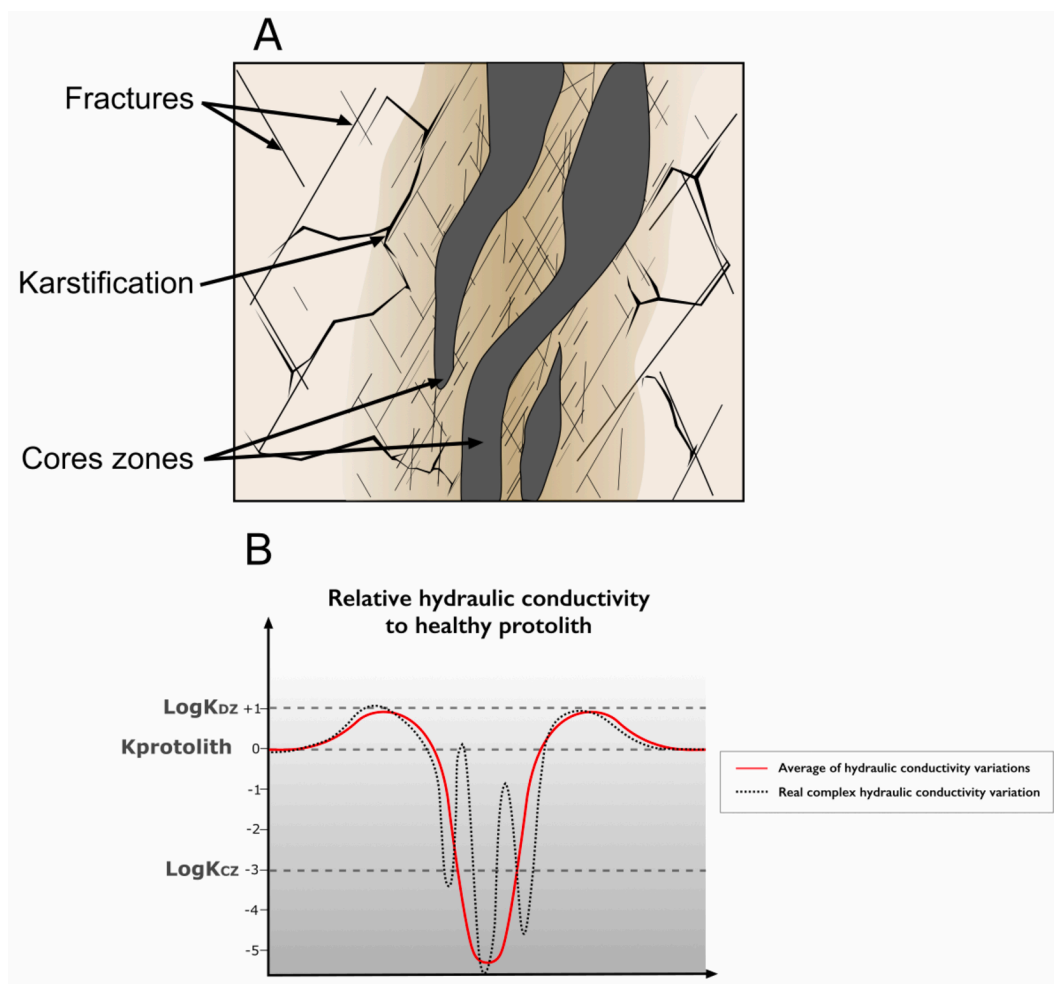 A
Fractures
Karstification
Cores zones
B
Relative hydraulic conductivity
to healthy protolith
LogKDZ +1
Kprotolith 0
-1
-2
LogKCZ -3
-4
-5
Average of hydraulic conductivity variations
Real complex hydraulic conductivity variation